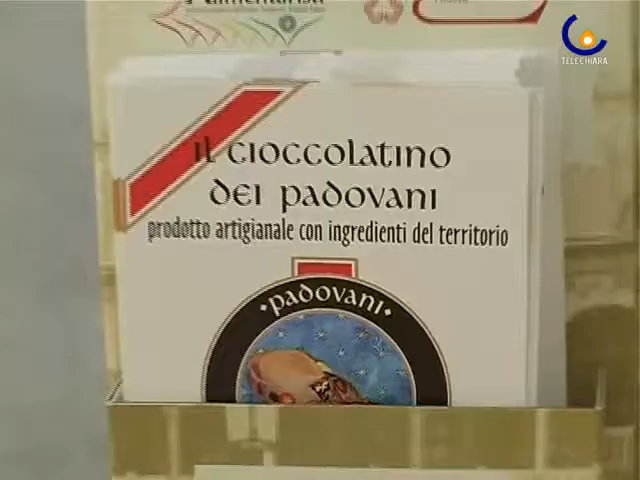 TELECHIARA
il cioccolatino
dei padovani
prodotto artigianale con ingredienti del territorio
•padovani•